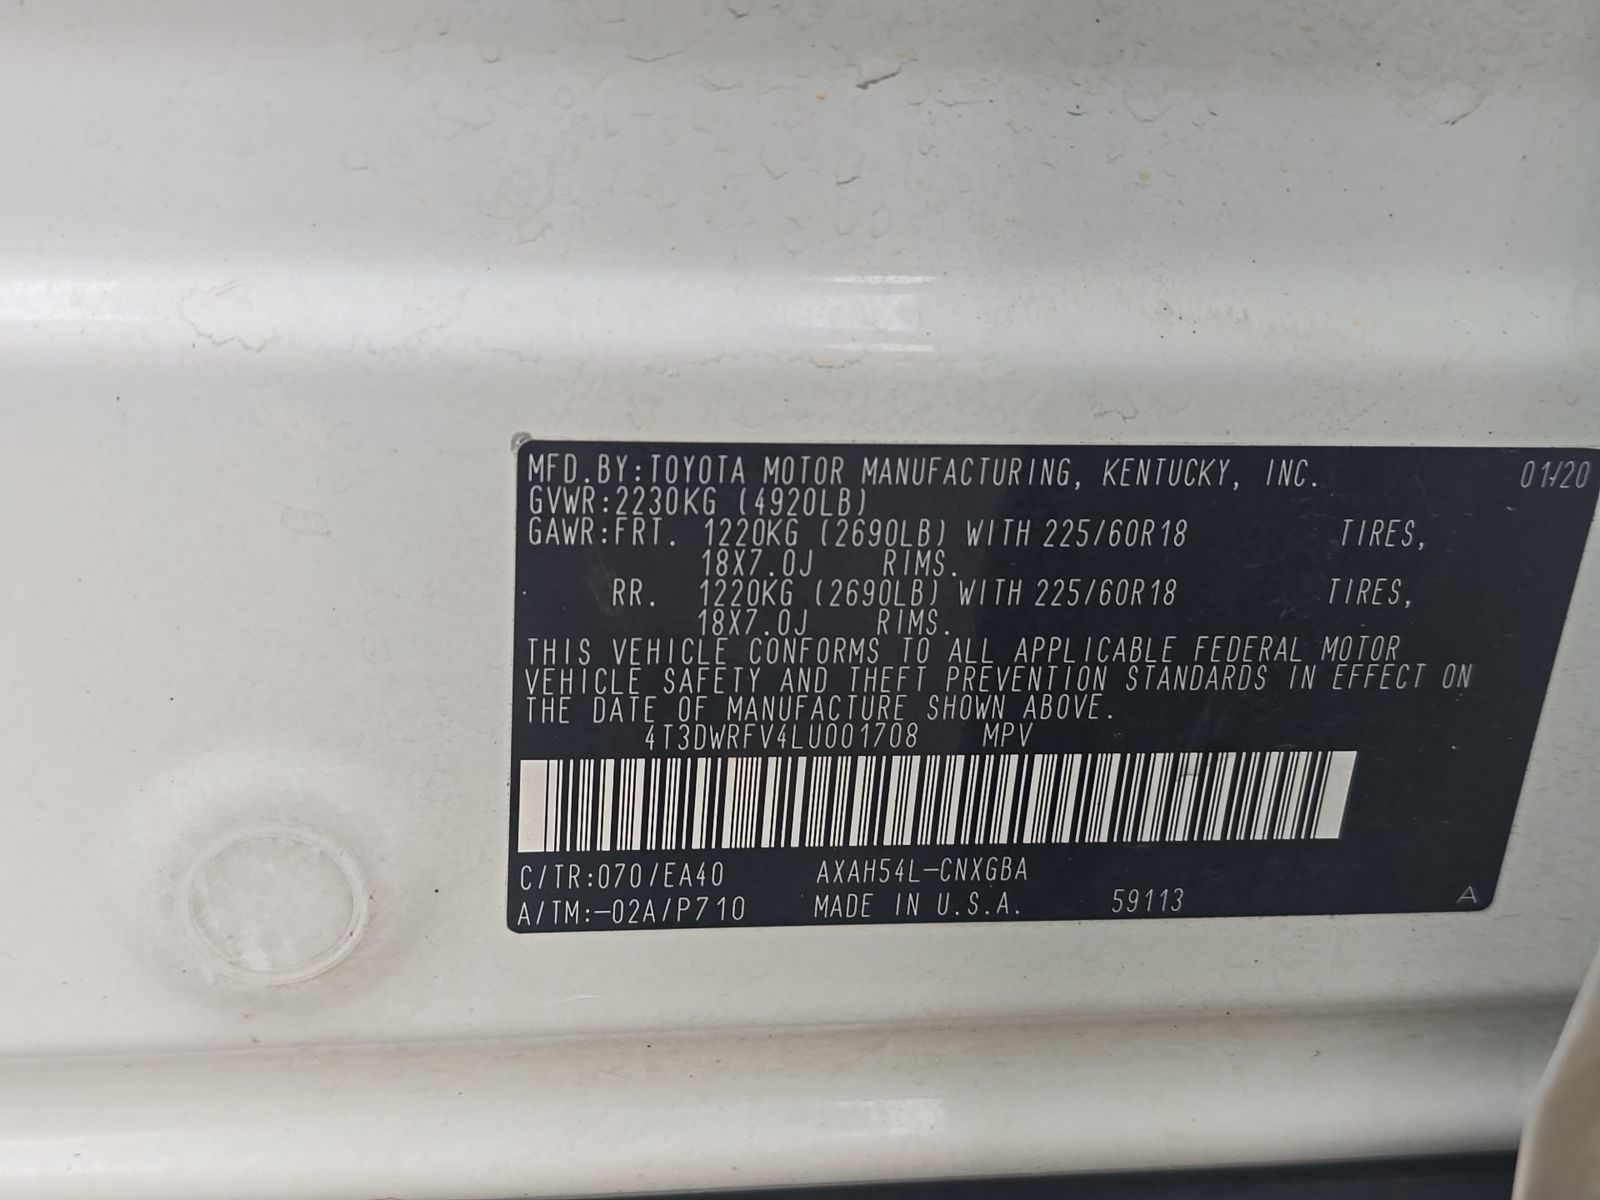 MFD.BY:TOYOTA MOTOR MANUFACTURING, KENTUCKY, INC. 01/20
GVWR:2230KG (4920LB)
GAWR:FRT. 1220KG (2690LB) WITH 225/60R18 TIRES,
18X7.0J RIMS.
RR. 1220KG (2690LB) WITH 225/60R18 TIRES,
18X7.0J RIMS.
THIS VEHICLE CONFORMS TO ALL APPLICABLE FEDERAL MOTOR
VEHICLE SAFETY AND THEFT PREVENTION STANDARDS IN EFFECT ON
THE DATE OF MANUFACTURE SHOWN ABOVE.
4T3DWRFV4LU001708 MPV
C/TR:070/EA40 AXAH54L-CNXGBA
A/TM:-02A/P710 MADE IN U.S.A. 59113 A